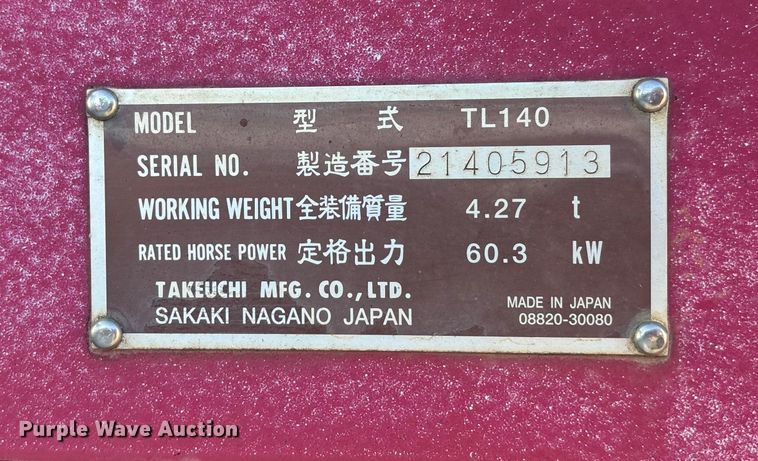 MODEL 型 式 TL140
SERIAL NO. 製造番号 21405913
WORKING WEIGHT 全装備質量 4.27 t
RATED HORSE POWER 定格出力 60.3 kW
TAKEUCHI MFG. CO., LTD.
SAKAKI NAGANO JAPAN
MADE IN JAPAN
08820-30080
Purple Wave Auction